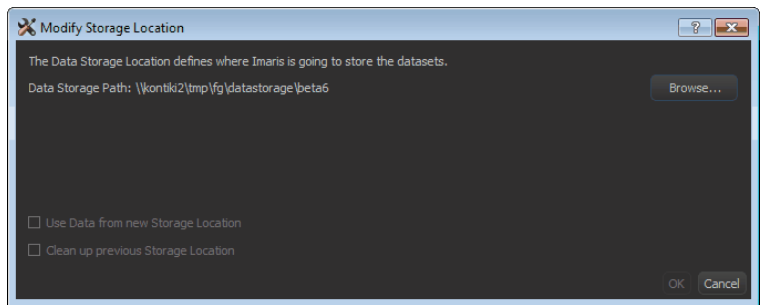 Modify Storage Location
?
The Data Storage Location defines where Imaris is going to store the datasets.
Data Storage Path: \\kontiki2\tmp\fg\datastorage\beta6
Browse...
Use Data from new Storage Location
Clean up previous Storage Location
OK Cancel